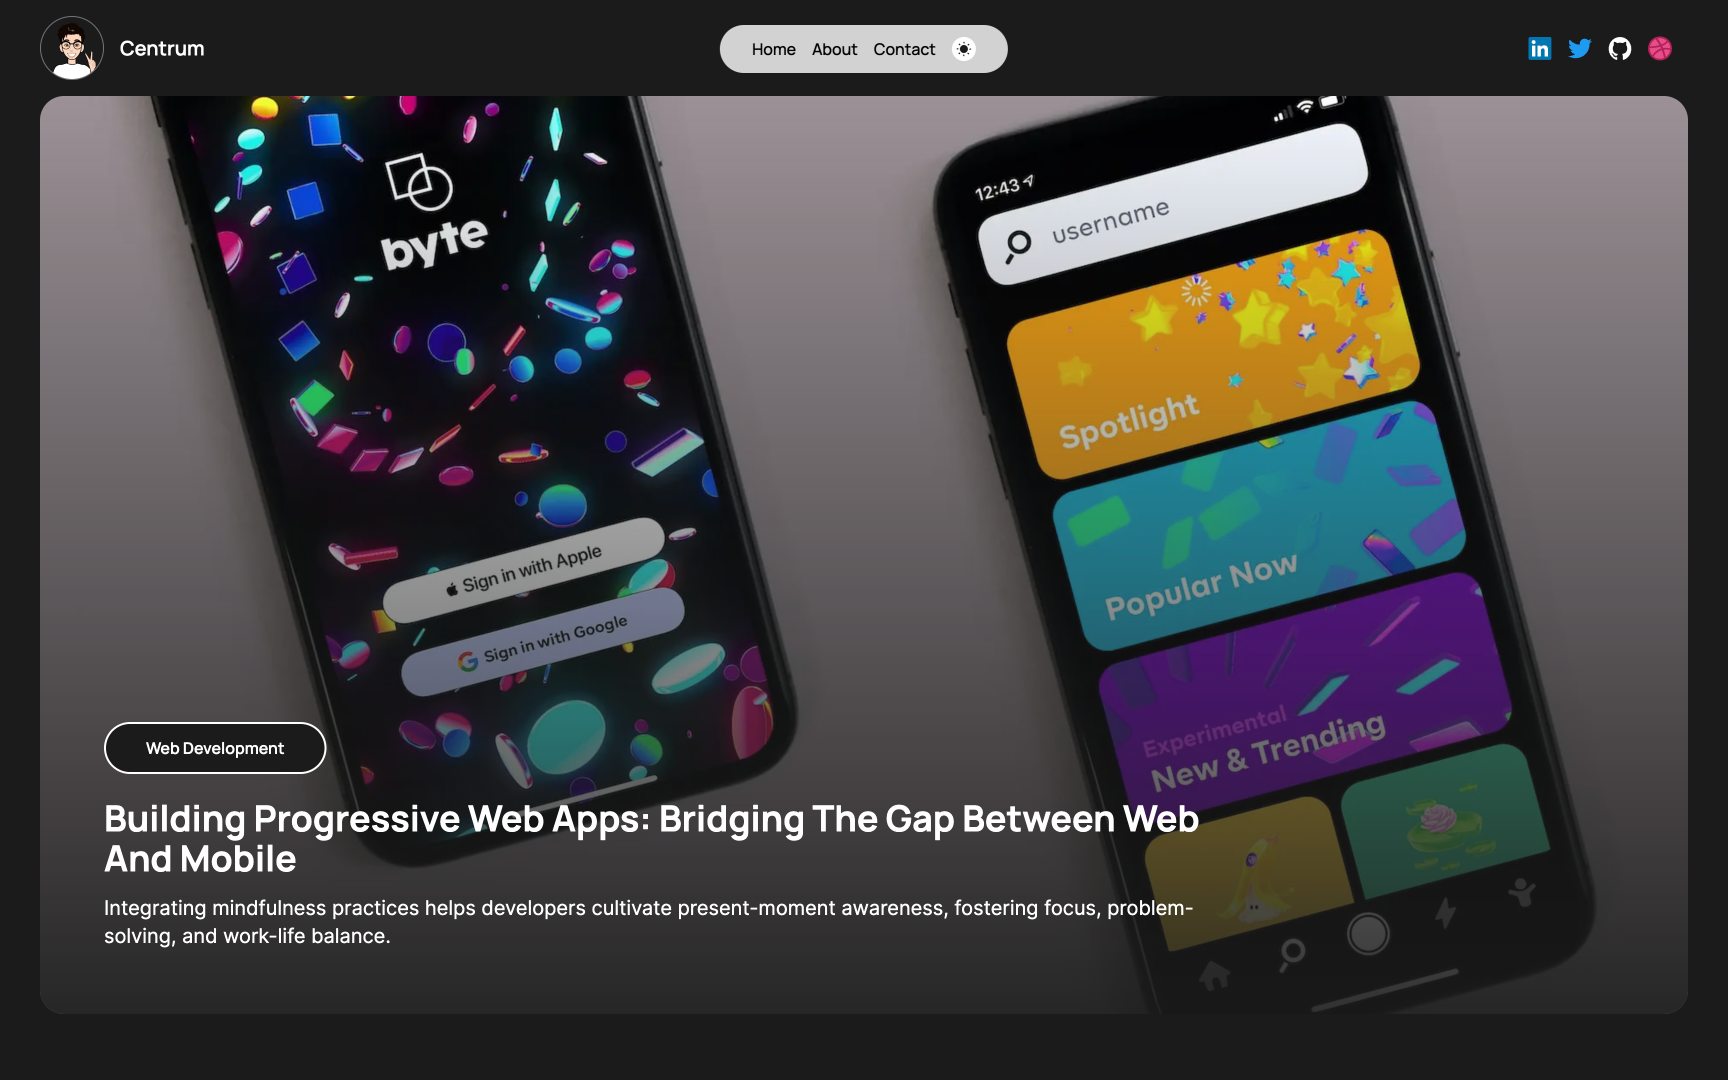 Centrum
Home About Contact
byte
Sign in with Apple
Sign in with Google
12:43
username
Spotlight
Popular Now
Experimental
New & Trending
Web Development
Building Progressive Web Apps: Bridging The Gap Between Web
And Mobile
Integrating mindfulness practices helps developers cultivate present-moment awareness, fostering focus, problem-
solving, and work-life balance.